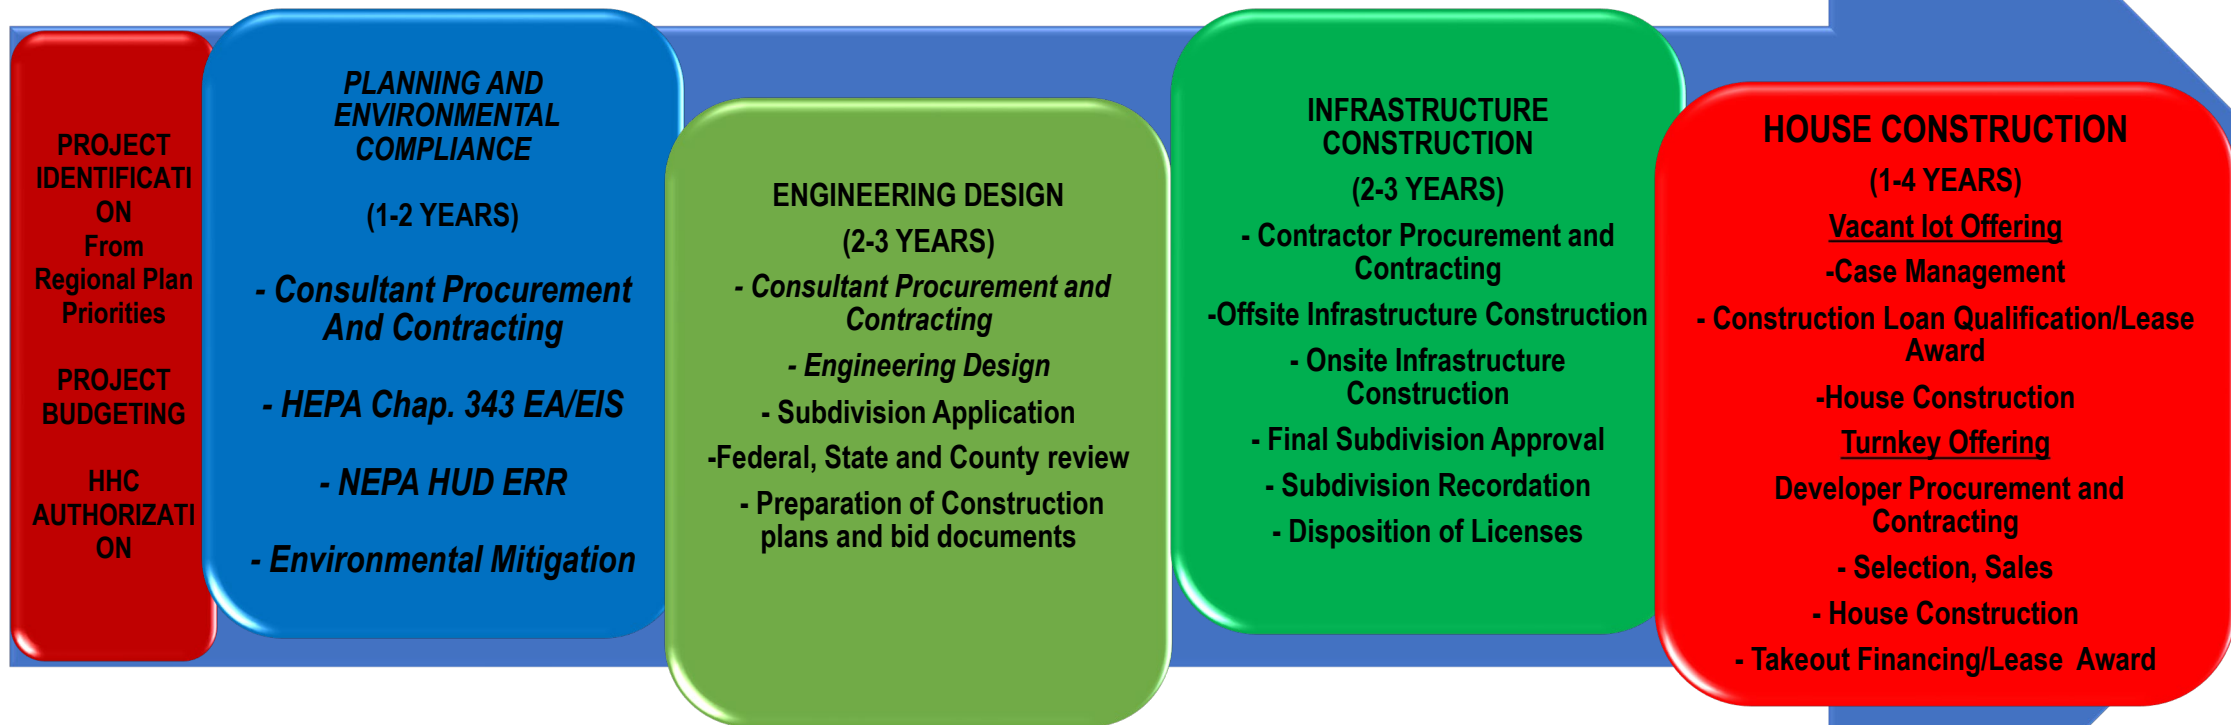 PROJECT
IDENTIFICATI
ON
From
Regional Plan
Priorities
PROJECT
BUDGETING
HHC
AUTHORIZATI
ON
PLANNING AND
ENVIRONMENTAL
COMPLIANCE
(1-2 YEARS)
- Consultant Procurement
And Contracting
- HEPA Chap. 343 EA/EIS
- NEPA HUD ERR
- Environmental Mitigation
ENGINEERING DESIGN
(2-3 YEARS)
- Consultant Procurement and
Contracting
- Engineering Design
- Subdivision Application
-Federal, State and County review
- Preparation of Construction
plans and bid documents
INFRASTRUCTURE
CONSTRUCTION
(2-3 YEARS)
- Contractor Procurement and
Contracting
-Offsite Infrastructure Construction
- Onsite Infrastructure
Construction
- Final Subdivision Approval
- Subdivision Recordation
- Disposition of Licenses
HOUSE CONSTRUCTION
(1-4 YEARS)
Vacant lot Offering
-Case Management
- Construction Loan Qualification/Lease
Award
-House Construction
Turnkey Offering
Developer Procurement and
Contracting
- Selection, Sales
- House Construction
- Takeout Financing/Lease Award